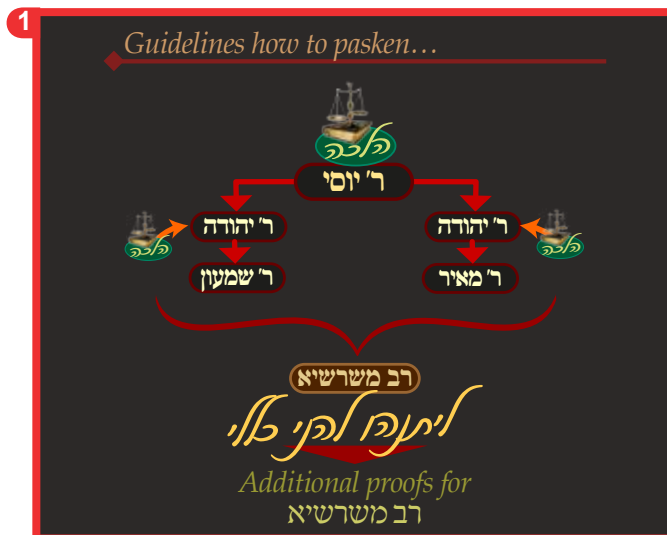 1
Guidelines how to pasken…
הלכה
ר' יוסי
ר' יהודה
ר' יהודה
הלכה
הלכה
ר' מאיר
ר' שמעון
רב משרשיא
ליתנהו להני כללי
Additional proofs for
רב משרשיא